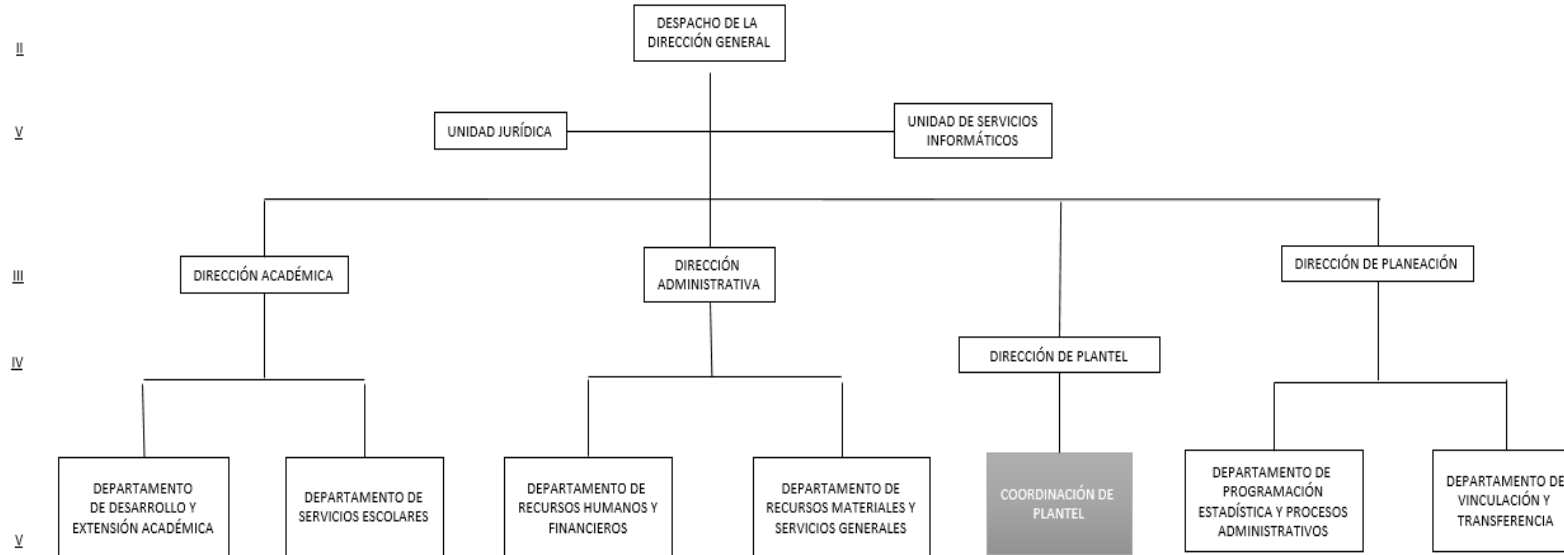 DESPACHO DE LA
DIRECCIÓN GENERAL
II
UNIDAD JURÍDICA
UNIDAD DE SERVICIOS
INFORMÁTICOS
V
DIRECCIÓN ACADÉMICA
DIRECCIÓN
ADMINISTRATIVA
DIRECCIÓN DE PLANEACIÓN
III
DIRECCIÓN DE PLANTEL
IV
DEPARTAMENTO
DE DESARROLLO Y
EXTENSIÓN ACADÉMICA
DEPARTAMENTO DE
SERVICIOS ESCOLARES
DEPARTAMENTO DE
RECURSOS HUMANOS Y
FINANCIEROS
DEPARTAMENTO DE
RECURSOS MATERIALES Y
SERVICIOS GENERALES
COORDINACIÓN DE
PLANTEL
DEPARTAMENTO DE
PROGRAMACIÓN
ESTADÍSTICA Y PROCESOS
ADMINISTRATIVOS
DEPARTAMENTO DE
VINCULACIÓN Y
TRANSFERENCIA
V